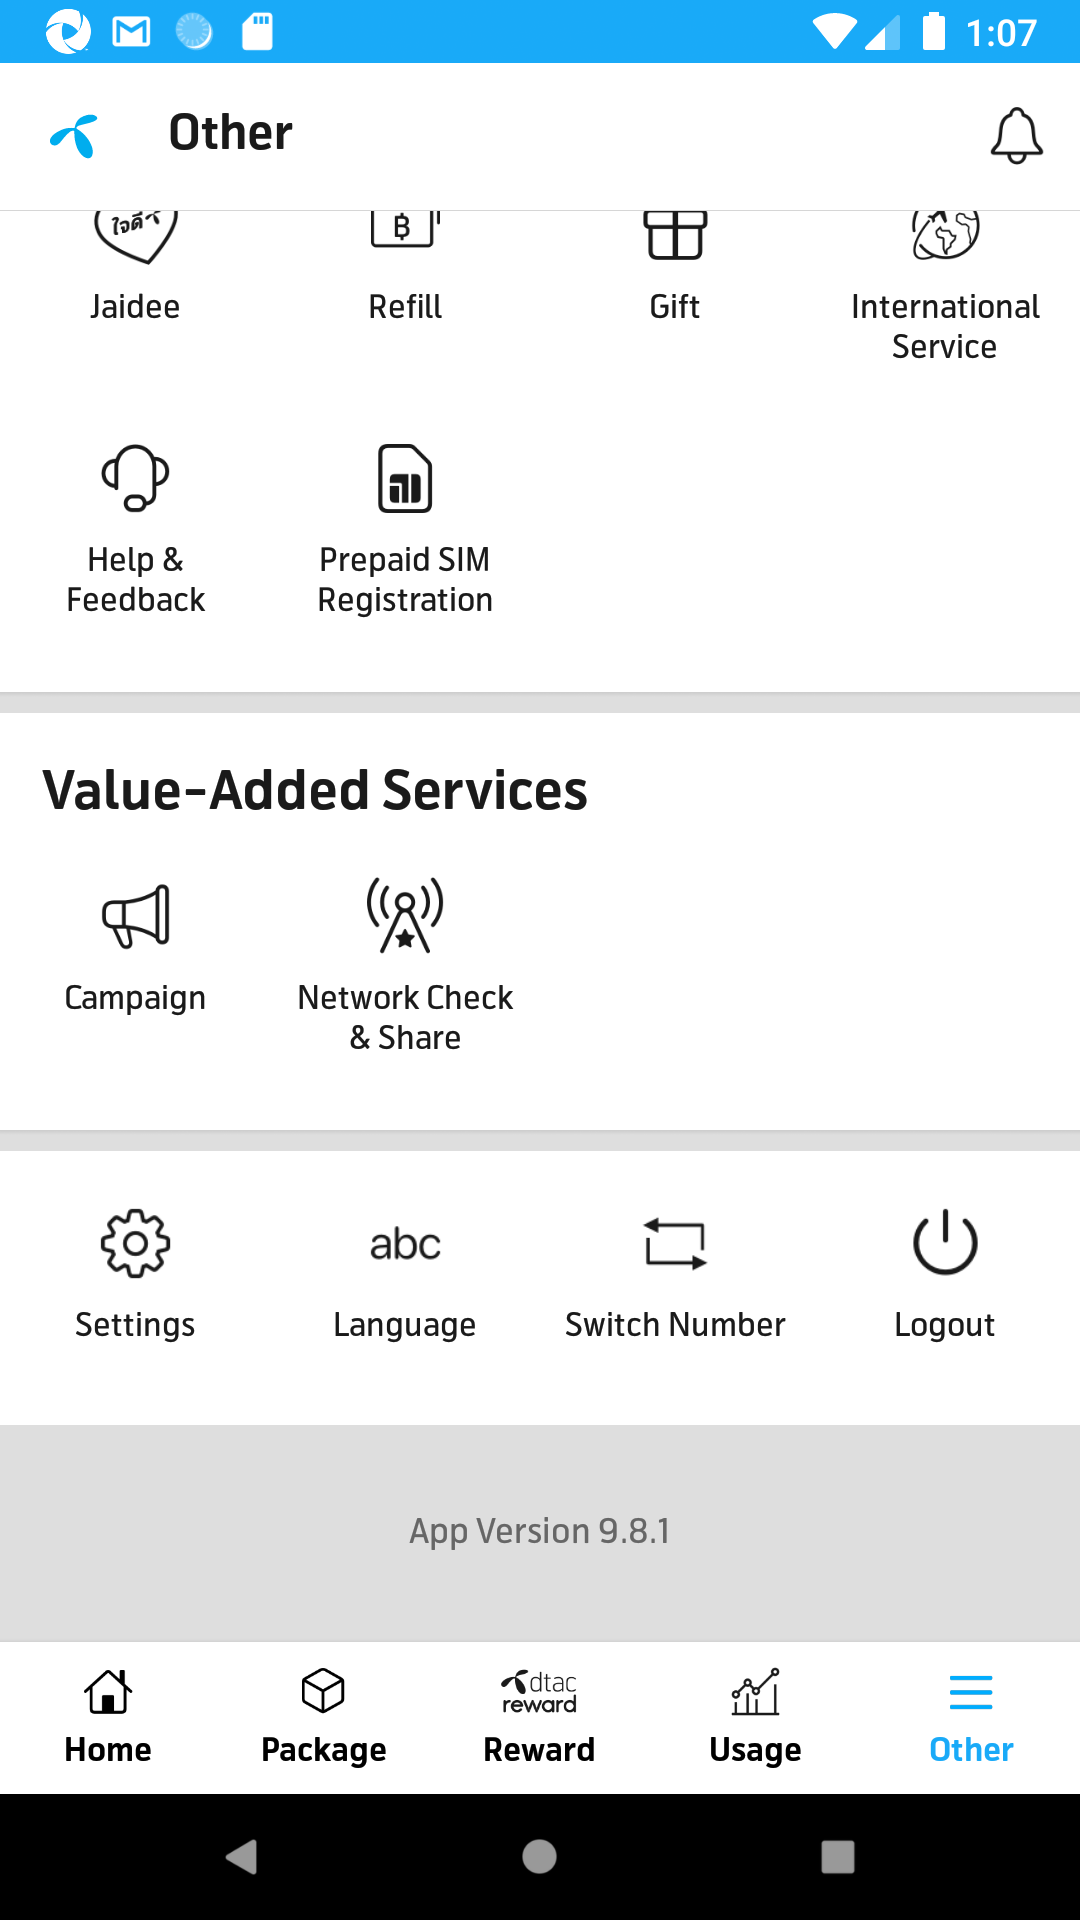 1:07
Other
ใจดี
฿
Jaidee
Refill
Gift
International
Service
Help &
Feedback
Prepaid SIM
Registration
Value-Added Services
Campaign
Network Check
& Share
abc
Settings
Language
Switch Number
Logout
App Version 9.8.1
dtac
reward
Home
Package
Reward
Usage
Other